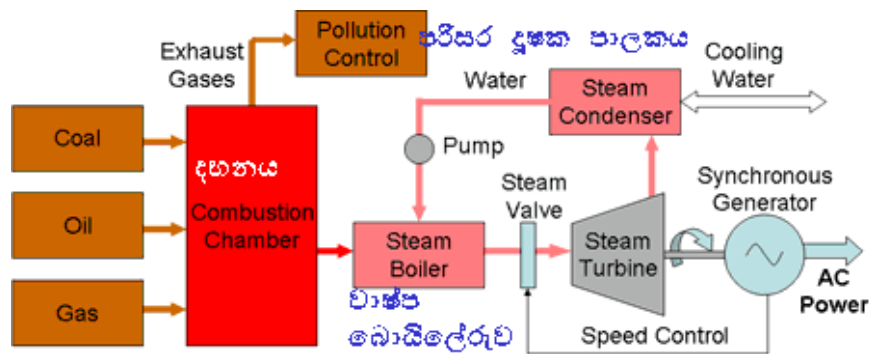 Pollution
Control
පරිසර දූෂක පාලකය
Exhaust
Gases
Cooling
Water
Water
Steam
Condenser
Coal
Pump
දහනය
Combustion
Chamber
Steam
Valve
Synchronous
Generator
Oil
Steam
Boiler
Steam
Turbine
AC
Power
Gas
වාෂ්ප
බොයිලේරුව
Speed Control